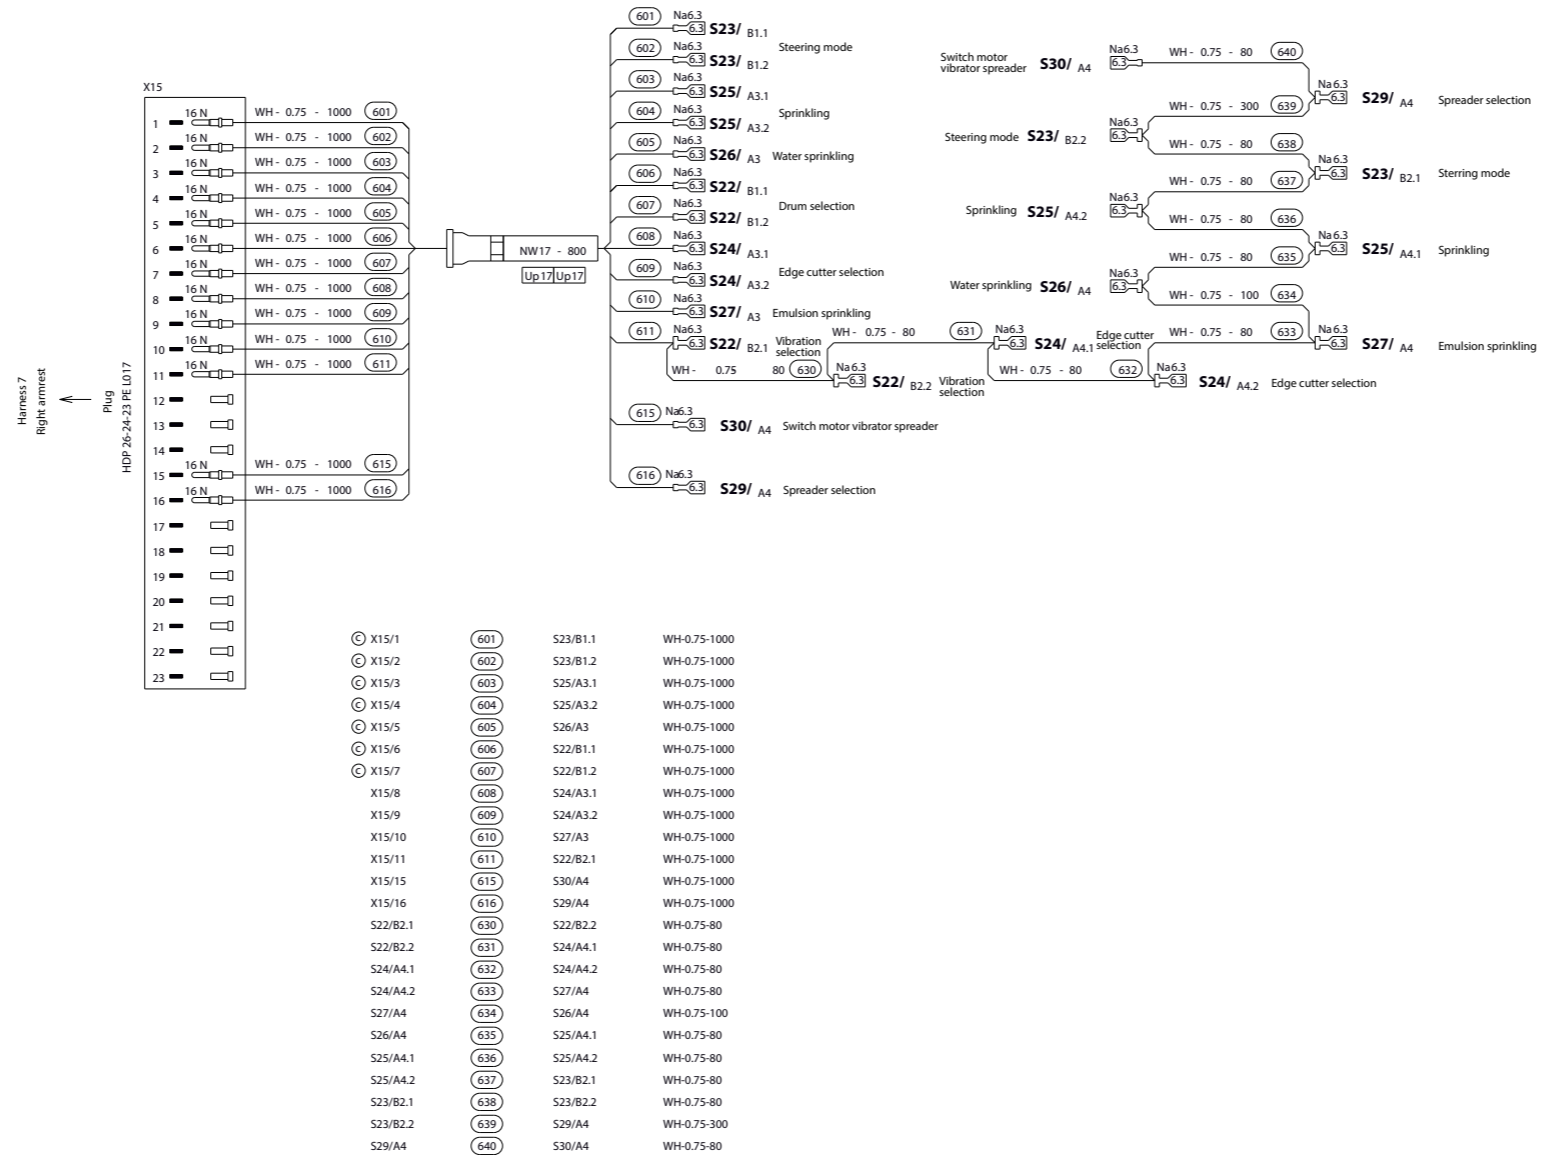 X15
Harness 7
Right armrest
Plug
HDP 26-24-23 PE L017
1 16 N WH - 0.75 - 1000 601
2 16 N WH - 0.75 - 1000 602
3 16 N WH - 0.75 - 1000 603
4 16 N WH - 0.75 - 1000 604
5 16 N WH - 0.75 - 1000 605
6 16 N WH - 0.75 - 1000 606
7 16 N WH - 0.75 - 1000 607
8 16 N WH - 0.75 - 1000 608
9 16 N WH - 0.75 - 1000 609
10 16 N WH - 0.75 - 1000 610
11 16 N WH - 0.75 - 1000 611
12
13
14
15 16 N WH - 0.75 - 1000 615
16 16 N WH - 0.75 - 1000 616
17
18
19
20
21
22
23
NW17 - 800
Up17 Up17
601 Na6.3 6.3 S23/ B1.1
Steering mode
602 Na6.3 6.3 S23/ B1.2
603 Na6.3 6.3 S25/ A3.1
Sprinkling
604 Na6.3 6.3 S25/ A3.2
605 Na6.3 6.3 S26/ A3 Water sprinkling
606 Na6.3 6.3 S22/ B1.1
Drum selection
607 Na6.3 6.3 S22/ B1.2
608 Na6.3 6.3 S24/ A3.1
Edge cutter selection
609 Na6.3 6.3 S24/ A3.2
610 Na6.3 6.3 S27/ A3 Emulsion sprinkling
611 Na6.3 6.3 S22/ B2.1 Vibration
selection
WH - 0.75 80 630 Na6.3 6.3 S22/ B2.2 Vibration
selection
WH - 0.75 - 80 631 Na6.3 6.3 S24/ A4.1 Edge cutter
selection
WH - 0.75 - 80 632 Na6.3 6.3 S24/ A4.2 Edge cutter selection
WH - 0.75 - 80 633 Na6.3 6.3 S27/ A4 Emulsion sprinkling
615 Na6.3 6.3 S30/ A4 Switch motor vibrator spreader
616 Na6.3 6.3 S29/ A4 Spreader selection
Switch motor
vibrator spreader S30/ A4 Na6.3 6.3 WH - 0.75 - 80 640
Na6.3 6.3 S29/ A4 Spreader selection
WH - 0.75 - 300 639
Steering mode S23/ B2.2 Na6.3 6.3
WH - 0.75 - 80 638
Na6.3 6.3 S23/ B2.1 Sterring mode
WH - 0.75 - 80 637
Sprinkling S25/ A4.2 Na6.3 6.3
WH - 0.75 - 80 636
Na6.3 6.3 S25/ A4.1 Sprinkling
WH - 0.75 - 80 635
Water sprinkling S26/ A4 Na6.3 6.3
WH - 0.75 - 100 634
C X15/1 601 S23/B1.1 WH-0.75-1000
C X15/2 602 S23/B1.2 WH-0.75-1000
C X15/3 603 S25/A3.1 WH-0.75-1000
C X15/4 604 S25/A3.2 WH-0.75-1000
C X15/5 605 S26/A3 WH-0.75-1000
C X15/6 606 S22/B1.1 WH-0.75-1000
C X15/7 607 S22/B1.2 WH-0.75-1000
X15/8 608 S24/A3.1 WH-0.75-1000
X15/9 609 S24/A3.2 WH-0.75-1000
X15/10 610 S27/A3 WH-0.75-1000
X15/11 611 S22/B2.1 WH-0.75-1000
X15/15 615 S30/A4 WH-0.75-1000
X15/16 616 S29/A4 WH-0.75-1000
S22/B2.1 630 S22/B2.2 WH-0.75-80
S22/B2.2 631 S24/A4.1 WH-0.75-80
S24/A4.1 632 S24/A4.2 WH-0.75-80
S24/A4.2 633 S27/A4 WH-0.75-80
S27/A4 634 S26/A4 WH-0.75-100
S26/A4 635 S25/A4.1 WH-0.75-80
S25/A4.1 636 S25/A4.2 WH-0.75-80
S25/A4.2 637 S23/B2.1 WH-0.75-80
S23/B2.1 638 S23/B2.2 WH-0.75-80
S23/B2.2 639 S29/A4 WH-0.75-300
S29/A4 640 S30/A4 WH-0.75-80